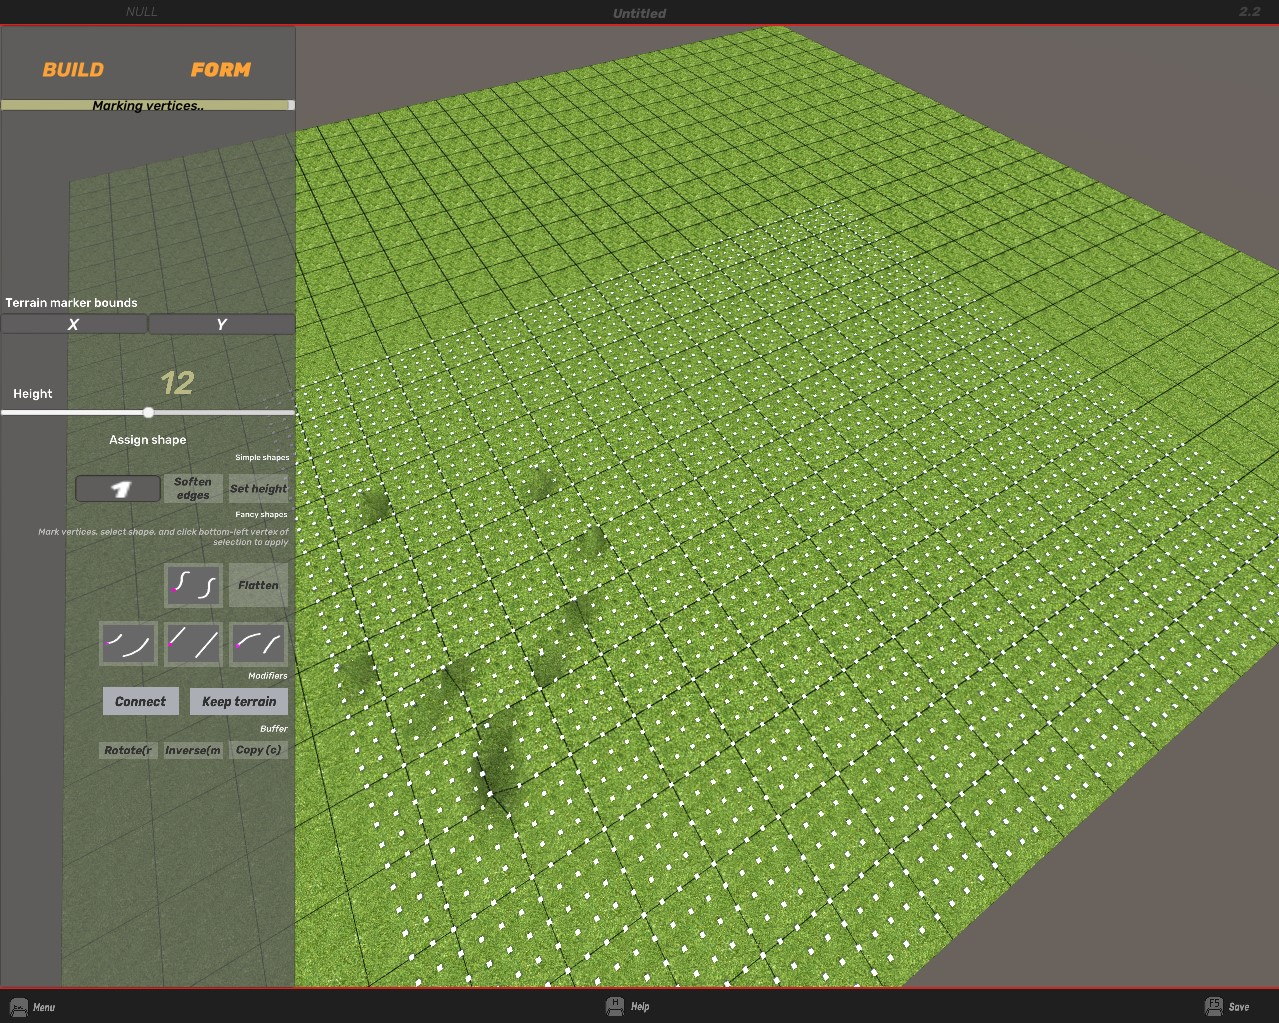 NULL
Untitled
2.2
BUILD
FORM
Marking vertices..
Terrain marker bounds
X
Y
12
Height
Assign shape
Simple shapes
1
Soften
edges
Set height
Fancy shapes
Mark vertices, select shape, and click bottom-left vertex of
selection to apply
Flatten
Modifiers
Connect
Keep terrain
Buffer
Rotate(r
Inverse(m
Copy (c)
Menu
H
Help
F5
Save